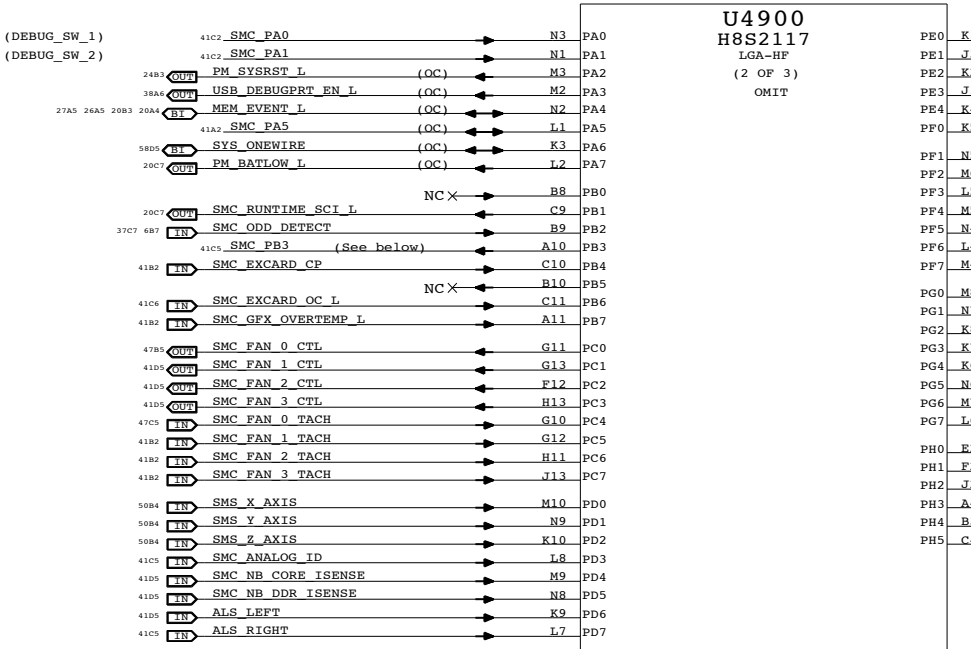 U4900
H8S2117
LGA-HF
(2 OF 3)
OMIT
(DEBUG_SW_1) 41C2 SMC_PA0 N3 PA0
(DEBUG_SW_2) 41C2 SMC_PA1 N1 PA1
24B3 OUT PM_SYSRST_L (OC) M3 PA2
38A6 OUT USB_DEBUGPRT_EN_L (OC) M2 PA3
27A5 26A5 20B3 20A4 BI MEM_EVENT_L (OC) N2 PA4
41A2 SMC_PA5 (OC) L1 PA5
58D5 BI SYS_ONEWIRE (OC) K3 PA6
20C7 OUT PM_BATLOW_L (OC) L2 PA7
NC B8 PB0
20C7 OUT SMC_RUNTIME_SCI_L C9 PB1
37C7 6B7 IN SMC_ODD_DETECT B9 PB2
41C5 SMC_PB3 (See below) A10 PB3
41B2 IN SMC_EXCARD_CP C10 PB4
NC B10 PB5
41C6 IN SMC_EXCARD_OC_L C11 PB6
41B2 IN SMC_GFX_OVERTEMP_L A11 PB7
47B5 OUT SMC_FAN_0_CTL G11 PC0
41D5 OUT SMC_FAN_1_CTL G13 PC1
41D5 OUT SMC_FAN_2_CTL F12 PC2
41D5 OUT SMC_FAN_3_CTL H13 PC3
47C5 IN SMC_FAN_0_TACH G10 PC4
41B2 IN SMC_FAN_1_TACH G12 PC5
41B2 IN SMC_FAN_2_TACH H11 PC6
41B2 IN SMC_FAN_3_TACH J13 PC7
50B4 IN SMS_X_AXIS M10 PD0
50B4 IN SMS_Y_AXIS N9 PD1
50B4 IN SMS_Z_AXIS K10 PD2
41C5 IN SMC_ANALOG_ID L8 PD3
41D5 IN SMC_NB_CORE_ISENSE M9 PD4
41D5 IN SMC_NB_DDR_ISENSE N8 PD5
41D5 IN ALS_LEFT K9 PD6
41C5 IN ALS_RIGHT L7 PD7
PE0
PE1
PE2
PE3
PE4
PF0
PF1
PF2
PF3
PF4
PF5
PF6
PF7
PG0
PG1
PG2
PG3
PG4
PG5
PG6
PG7
PH0
PH1
PH2
PH3
PH4
PH5